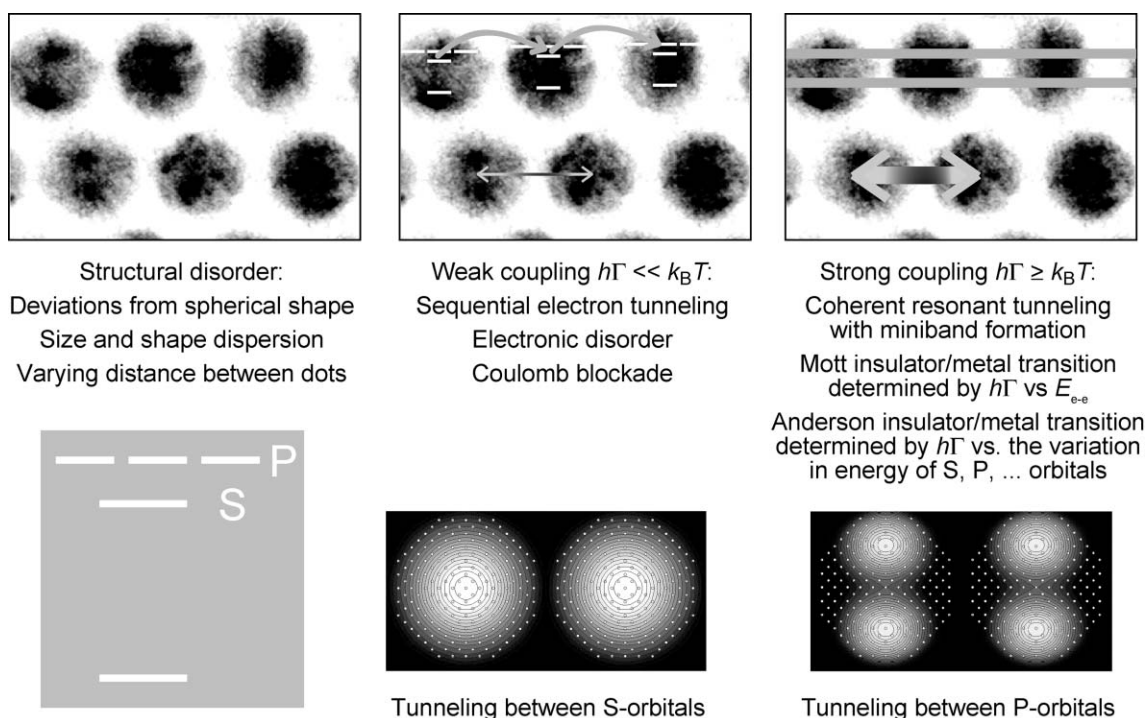 Structural disorder:
Deviations from spherical shape
Size and shape dispersion
Varying distance between dots
Weak coupling hΓ << k_BT:
Sequential electron tunneling
Electronic disorder
Coulomb blockade
Strong coupling hΓ ≥ k_BT:
Coherent resonant tunneling
with miniband formation
Mott insulator/metal transition
determined by hΓ vs E_e-e
Anderson insulator/metal transition
determined by hΓ vs. the variation
in energy of S, P, ... orbitals
P
S
Tunneling between S-orbitals
Tunneling between P-orbitals